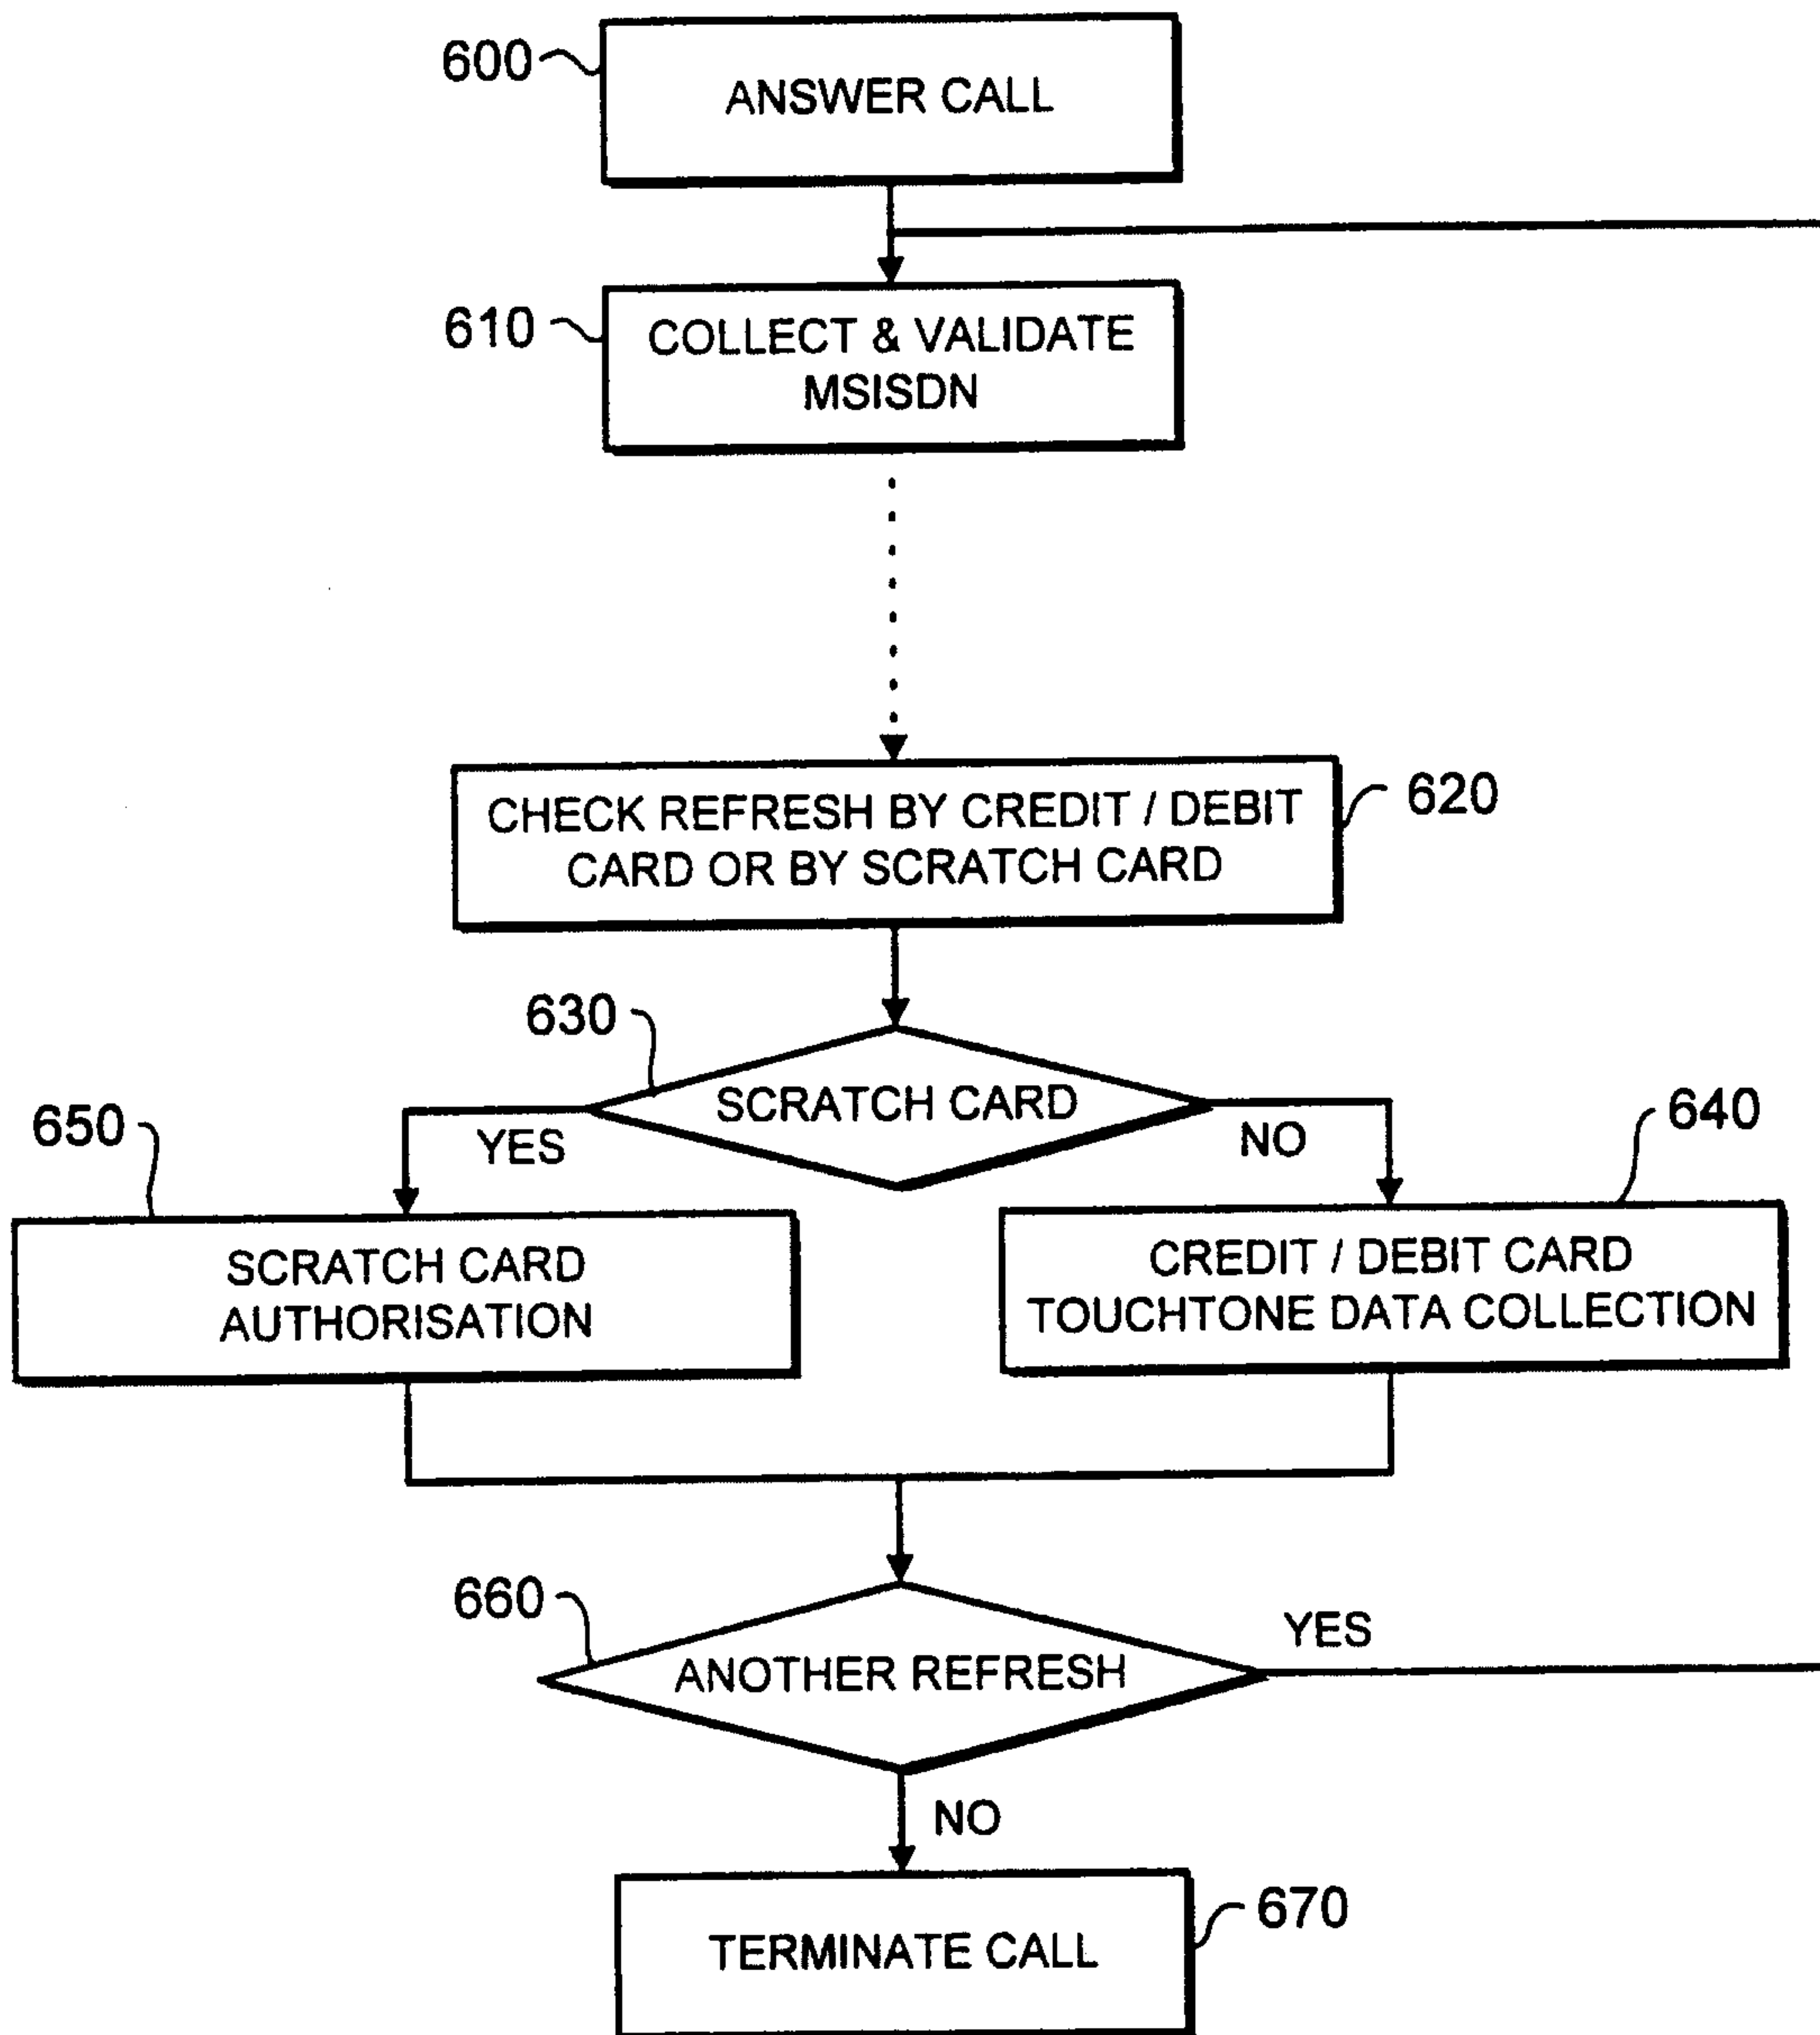 600
ANSWER CALL
610
COLLECT & VALIDATE
MSISDN
CHECK REFRESH BY CREDIT / DEBIT
CARD OR BY SCRATCH CARD
620
630
SCRATCH CARD
650
YES
NO
640
SCRATCH CARD
AUTHORISATION
CREDIT / DEBIT CARD
TOUCHTONE DATA COLLECTION
660
ANOTHER REFRESH
YES
NO
TERMINATE CALL
670